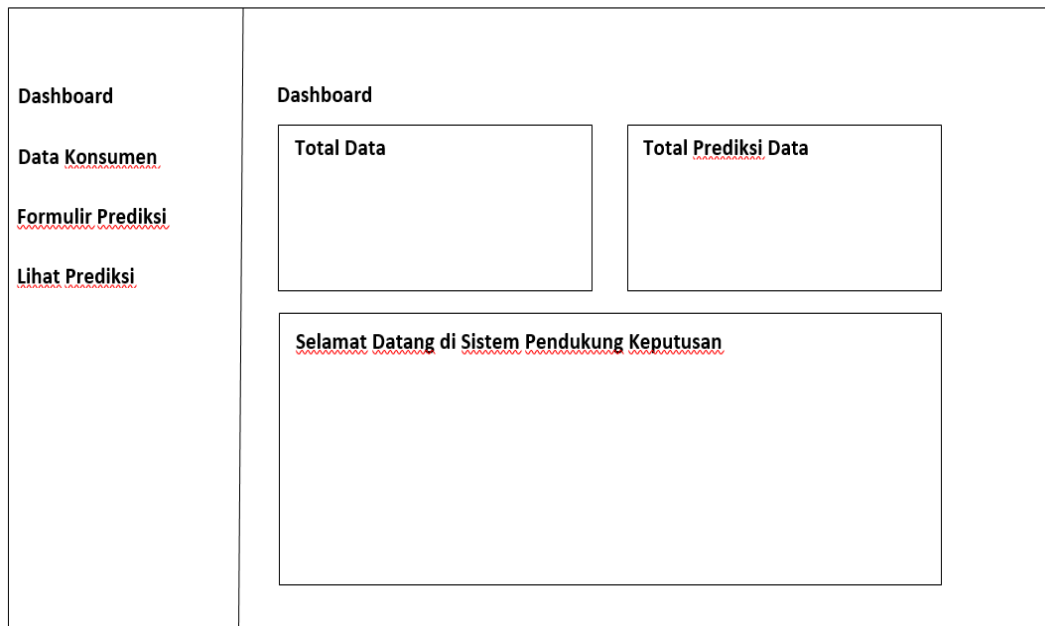 Dashboard
Data Konsumen
Formulir Prediksi
Lihat Prediksi
Dashboard
Total Data
Total Prediksi Data
Selamat Datang di Sistem Pendukung Keputusan